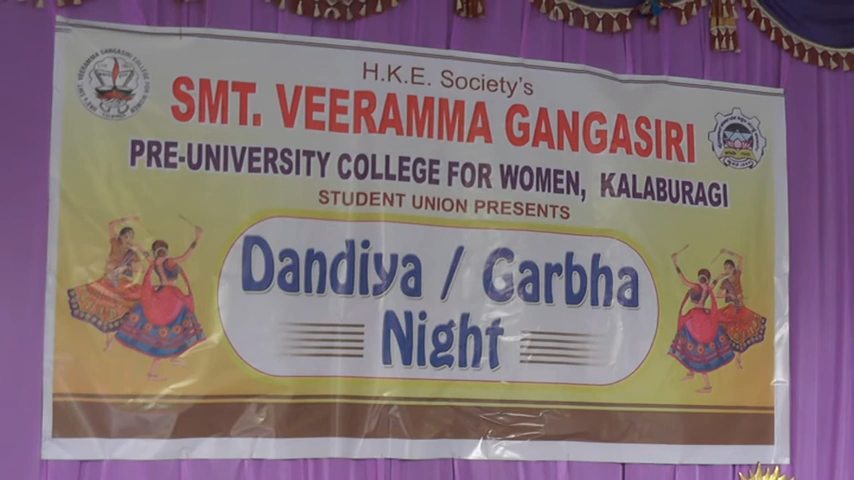 H.K.E. Society's
SMT. VEERAMMA GANGASIRI
PRE-UNIVERSITY COLLEGE FOR WOMEN, KALABURAGI
STUDENT UNION PRESENTS
Dandiya / Garbha
Night